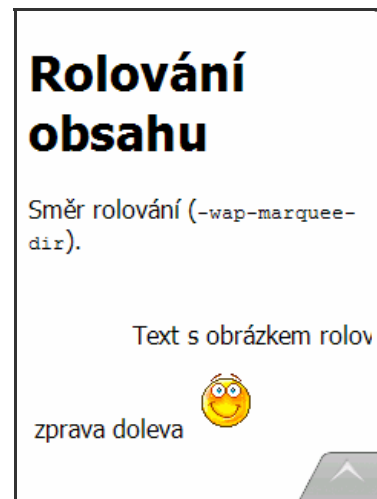 Rolování
obsahu
Směr rolování (-wap-marquee-
dir).
Text s obrázkem rolov
zprava doleva